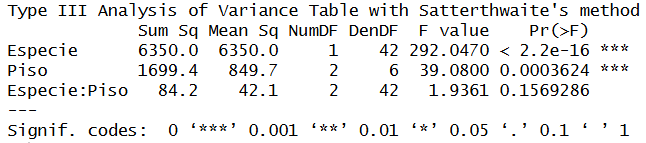 Type III Analysis of Variance Table with Satterthwaite's method
Sum Sq Mean Sq NumDF DenDF F value Pr(>F)
Especie 6350.0 6350.0 1 42 292.0470 < 2.2e-16 ***
Piso 1699.4 849.7 2 6 39.0800 0.0003624 ***
Especie:Piso 84.2 42.1 2 42 1.9361 0.1569286
---
Signif. codes: 0 ‘***’ 0.001 ‘**’ 0.01 ‘*’ 0.05 ‘.’ 0.1 ‘ ’ 1